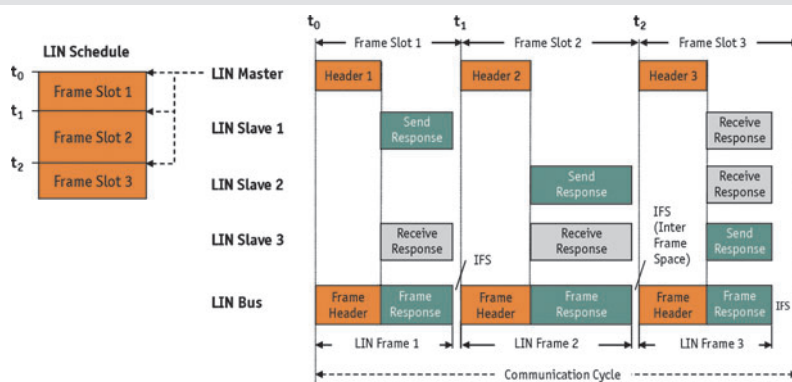 LIN Schedule
t0
Frame Slot 1
t1
Frame Slot 2
t2
Frame Slot 3
t0
t1
t2
Frame Slot 1
Frame Slot 2
Frame Slot 3
LIN Master
Header 1
Header 2
Header 3
LIN Slave 1
Send
Response
Receive
Response
LIN Slave 2
Send
Response
Receive
Response
LIN Slave 3
Receive
Response
Receive
Response
Send
Response
IFS
IFS
(Inter
Frame
Space)
LIN Bus
Frame
Header
Frame
Response
Frame
Header
Frame
Response
Frame
Header
Frame
Response
IFS
LIN Frame 1
LIN Frame 2
LIN Frame 3
Communication Cycle